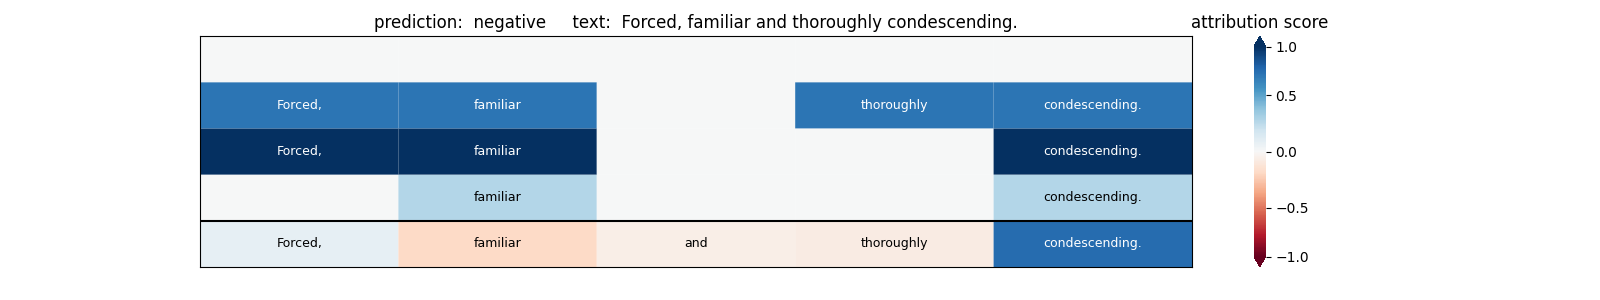 prediction:  negative     text:  Forced, familiar and thoroughly condescending.     attribution score
1.0
Forced, familiar thoroughly condescending.
0.5
Forced, familiar condescending.
0.0
familiar condescending.
−0.5
Forced, familiar and thoroughly condescending.
−1.0